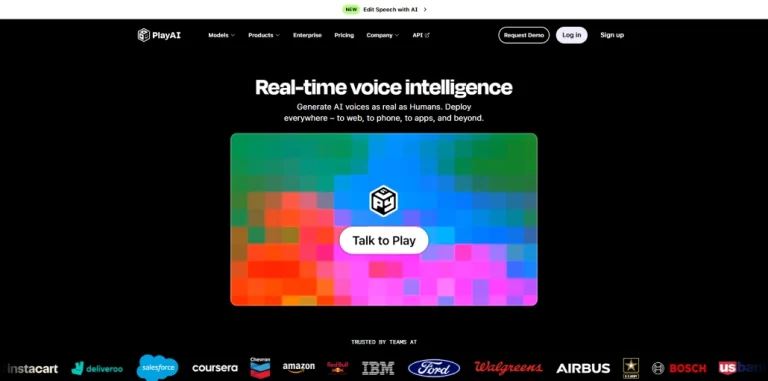 NEW Edit Speech with AI
PlayAI Models Products Enterprise Pricing Company API Request Demo Log in Sign up
Real-time voice intelligence
Generate AI voices as real as Humans. Deploy
everywhere – to web, to phone, to apps, and beyond.
Talk to Play
TRUSTED BY TEAMS AT
instacart deliveroo salesforce coursera Chevron amazon Red Bull IBM Ford Walgreens AIRBUS BOSCH usban